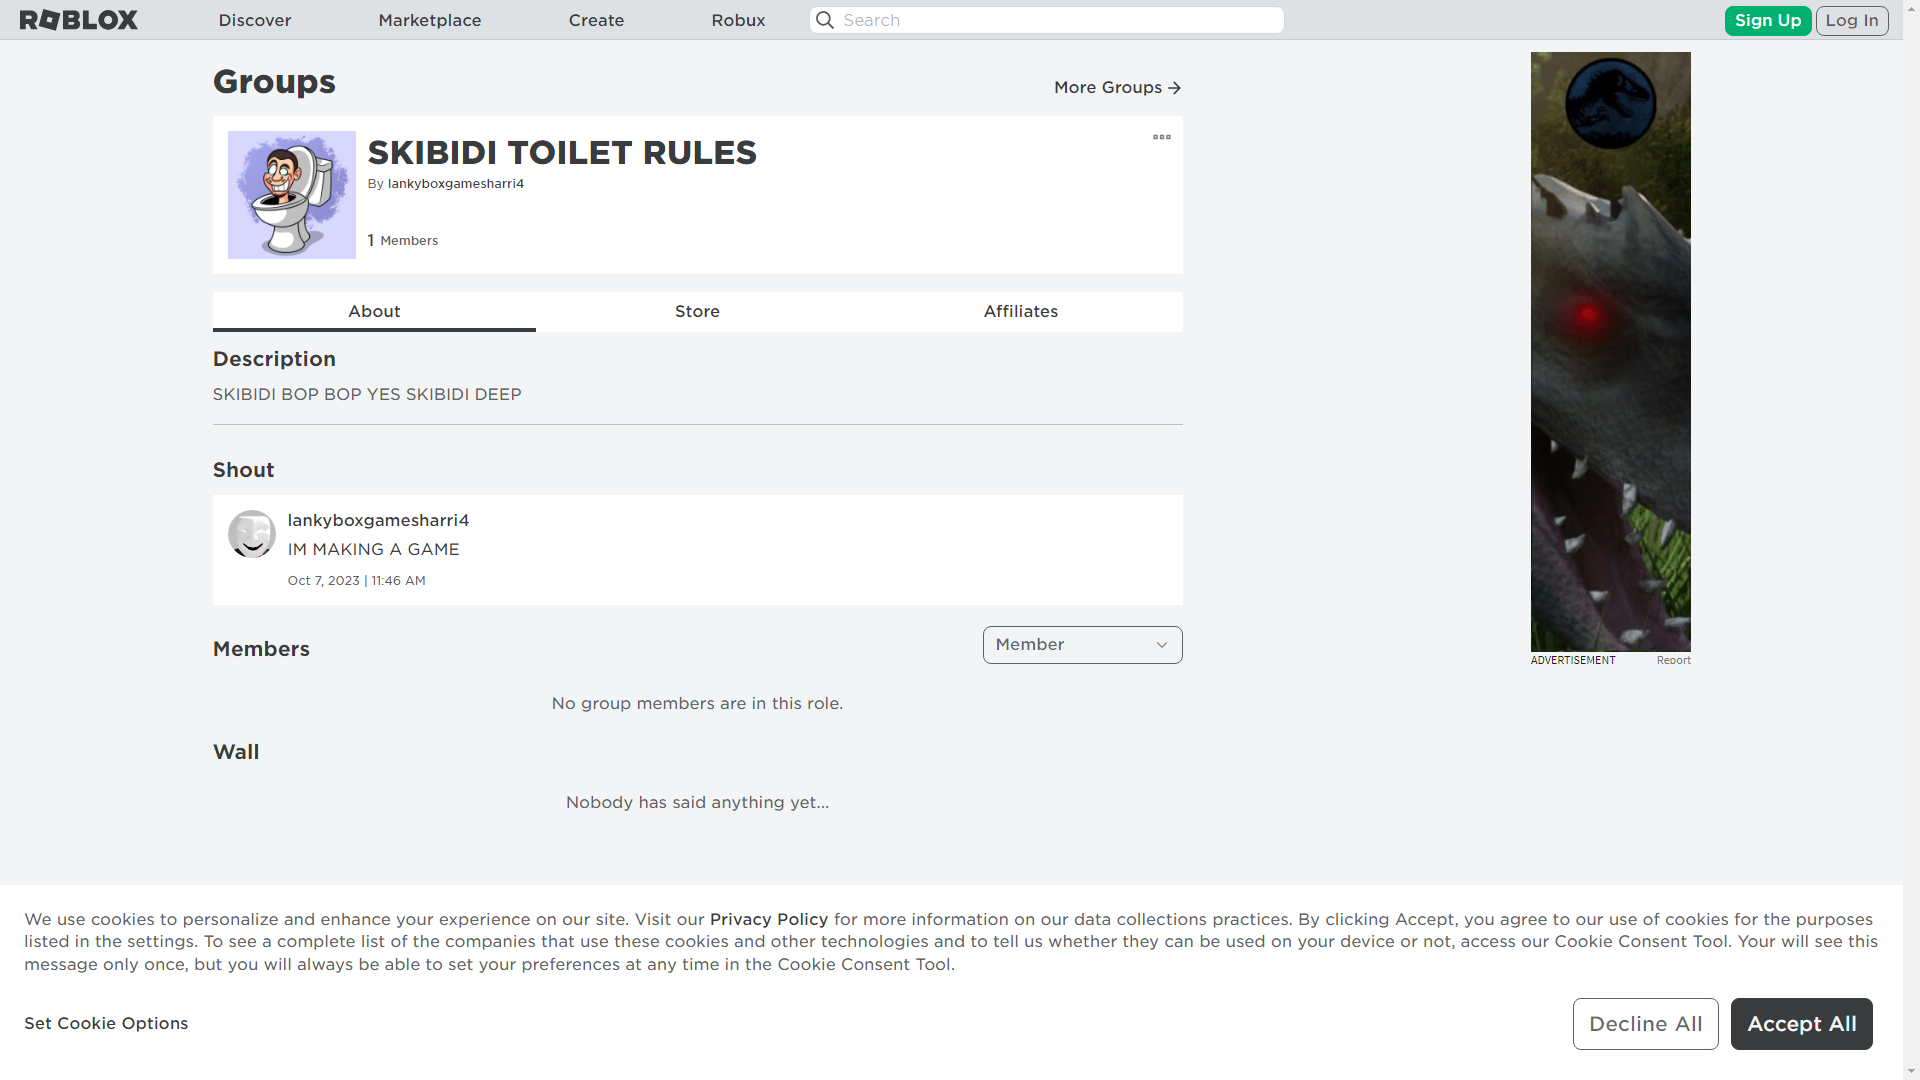 ROBLOX
Discover
Marketplace
Create
Robux
Search
Sign Up
Log In
Groups
More Groups
SKIBIDI TOILET RULES
By lankyboxgamesharri4
1 Members
About
Store
Affiliates
Description
SKIBIDI BOP BOP YES SKIBIDI DEEP
Shout
lankyboxgamesharri4
IM MAKING A GAME
Oct 7, 2023 | 11:46 AM
Members
Member
No group members are in this role.
Wall
Nobody has said anything yet...
ADVERTISEMENT
Report
We use cookies to personalize and enhance your experience on our site. Visit our Privacy Policy for more information on our data collections practices. By clicking Accept, you agree to our use of cookies for the purposes
listed in the settings. To see a complete list of the companies that use these cookies and other technologies and to tell us whether they can be used on your device or not, access our Cookie Consent Tool. Your will see this
message only once, but you will always be able to set your preferences at any time in the Cookie Consent Tool.
Set Cookie Options
Decline All
Accept All